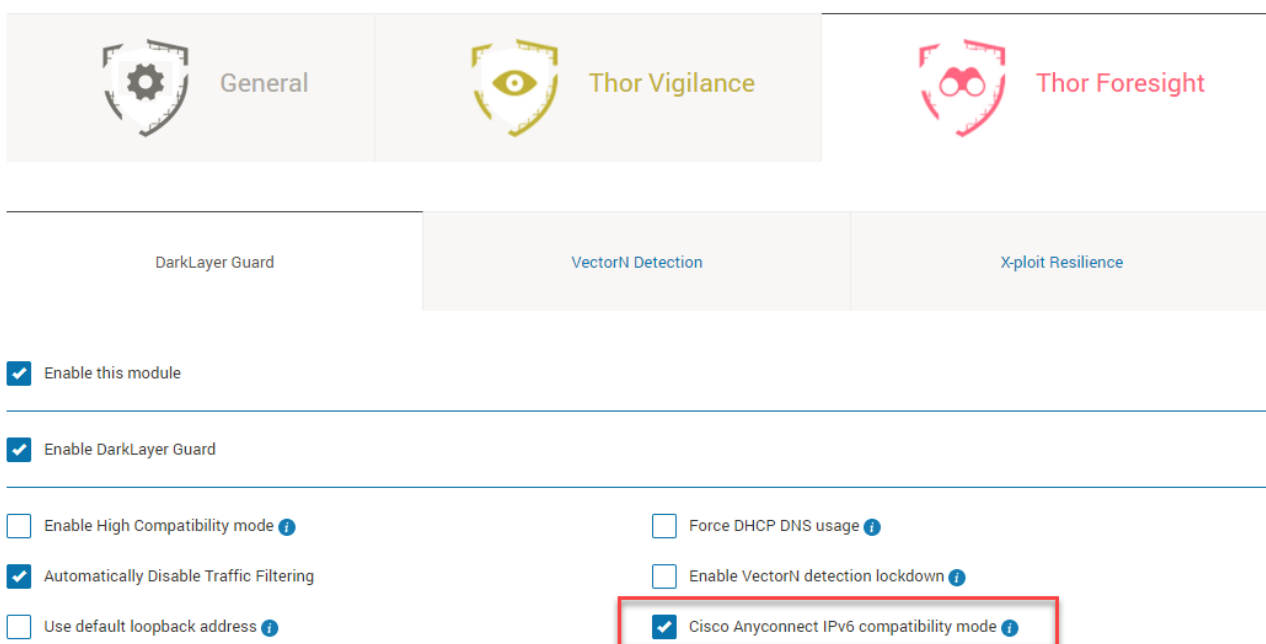 General
Thor Vigilance
Thor Foresight
DarkLayer Guard
VectorN Detection
X-ploit Resilience
Enable this module
Enable DarkLayer Guard
Enable High Compatibility mode
Force DHCP DNS usage
Automatically Disable Traffic Filtering
Enable VectorN detection lockdown
Use default loopback address
Cisco Anyconnect IPv6 compatibility mode